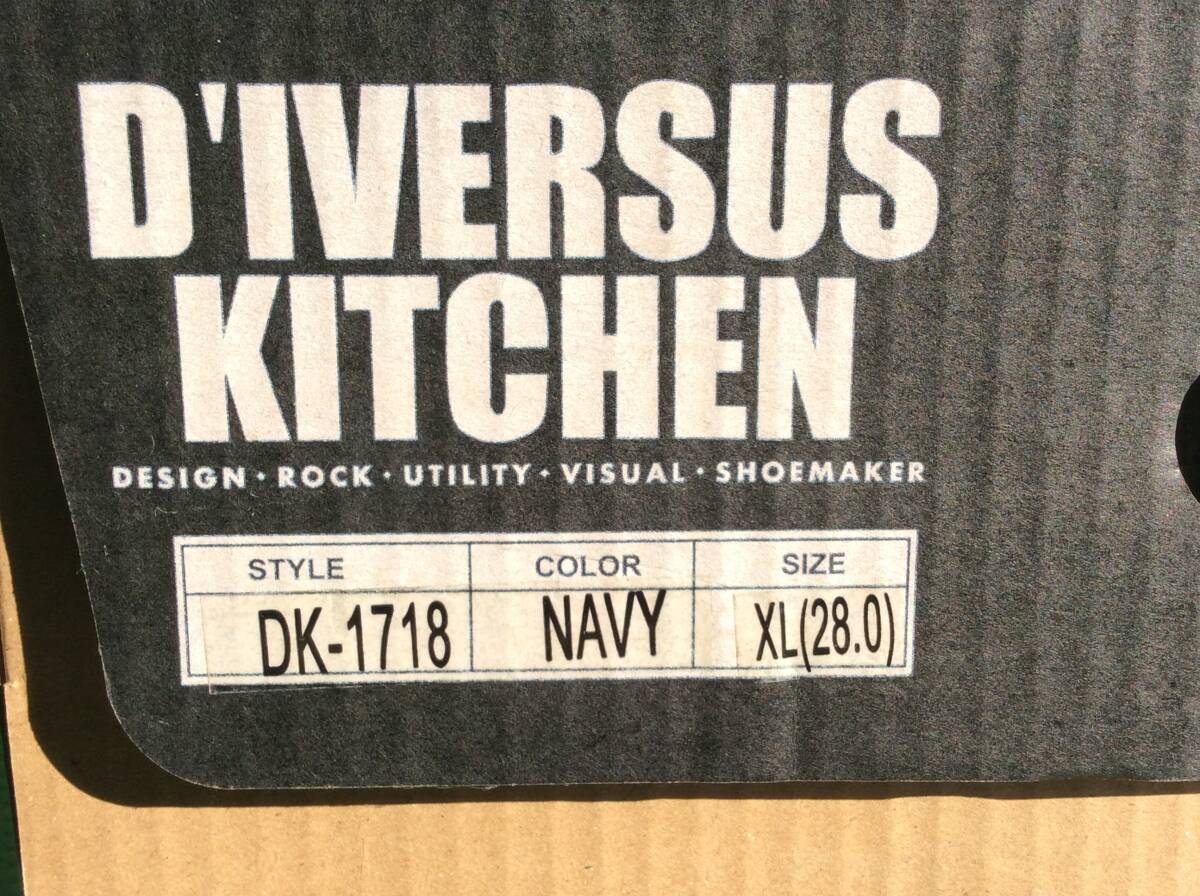 D'IVERSUS
KITCHEN
DESIGN・ROCK・UTILITY・VISUAL・SHOEMAKER
STYLE COLOR SIZE
DK-1718 NAVY XL(28.0)